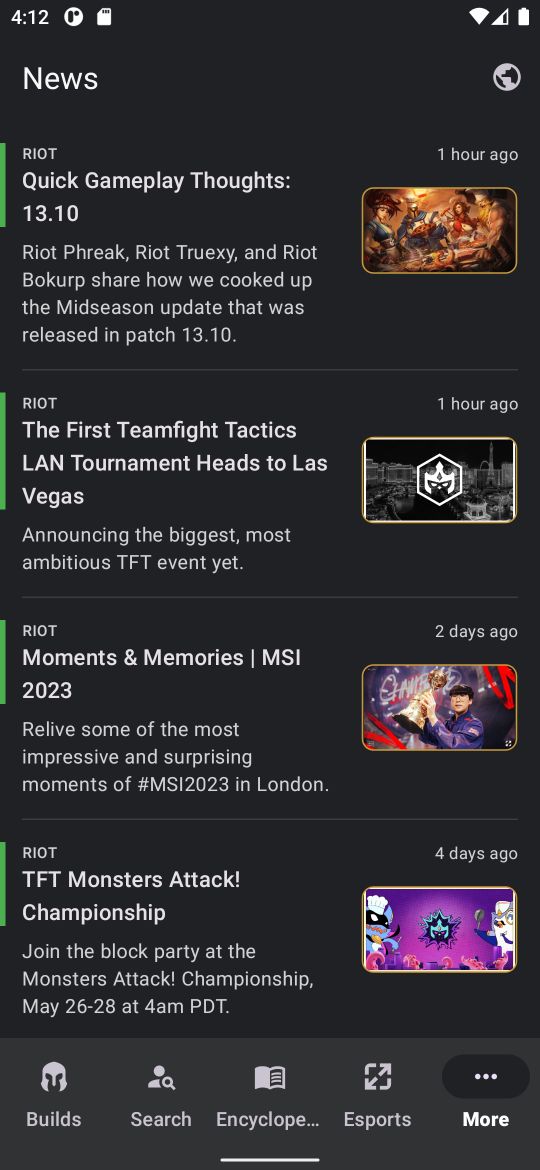 4:12
News
RIOT
1 hour ago
Quick Gameplay Thoughts:
13.10
Riot Phreak, Riot Truexy, and Riot
Bokurp share how we cooked up
the Midseason update that was
released in patch 13.10.
RIOT
1 hour ago
The First Teamfight Tactics
LAN Tournament Heads to Las
Vegas
Announcing the biggest, most
ambitious TFT event yet.
RIOT
2 days ago
Moments & Memories | MSI
2023
Relive some of the most
impressive and surprising
moments of #MSI2023 in London.
RIOT
4 days ago
TFT Monsters Attack!
Championship
Join the block party at the
Monsters Attack! Championship,
May 26-28 at 4am PDT.
Builds
Search
Encyclope...
Esports
More